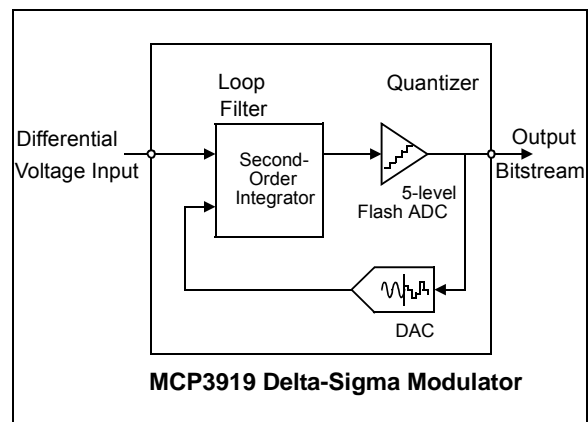 Loop
Filter
Quantizer
Differential
Voltage Input
Second-
Order
Integrator
Output
Bitstream
5-level
Flash ADC
DAC
MCP3919 Delta-Sigma Modulator